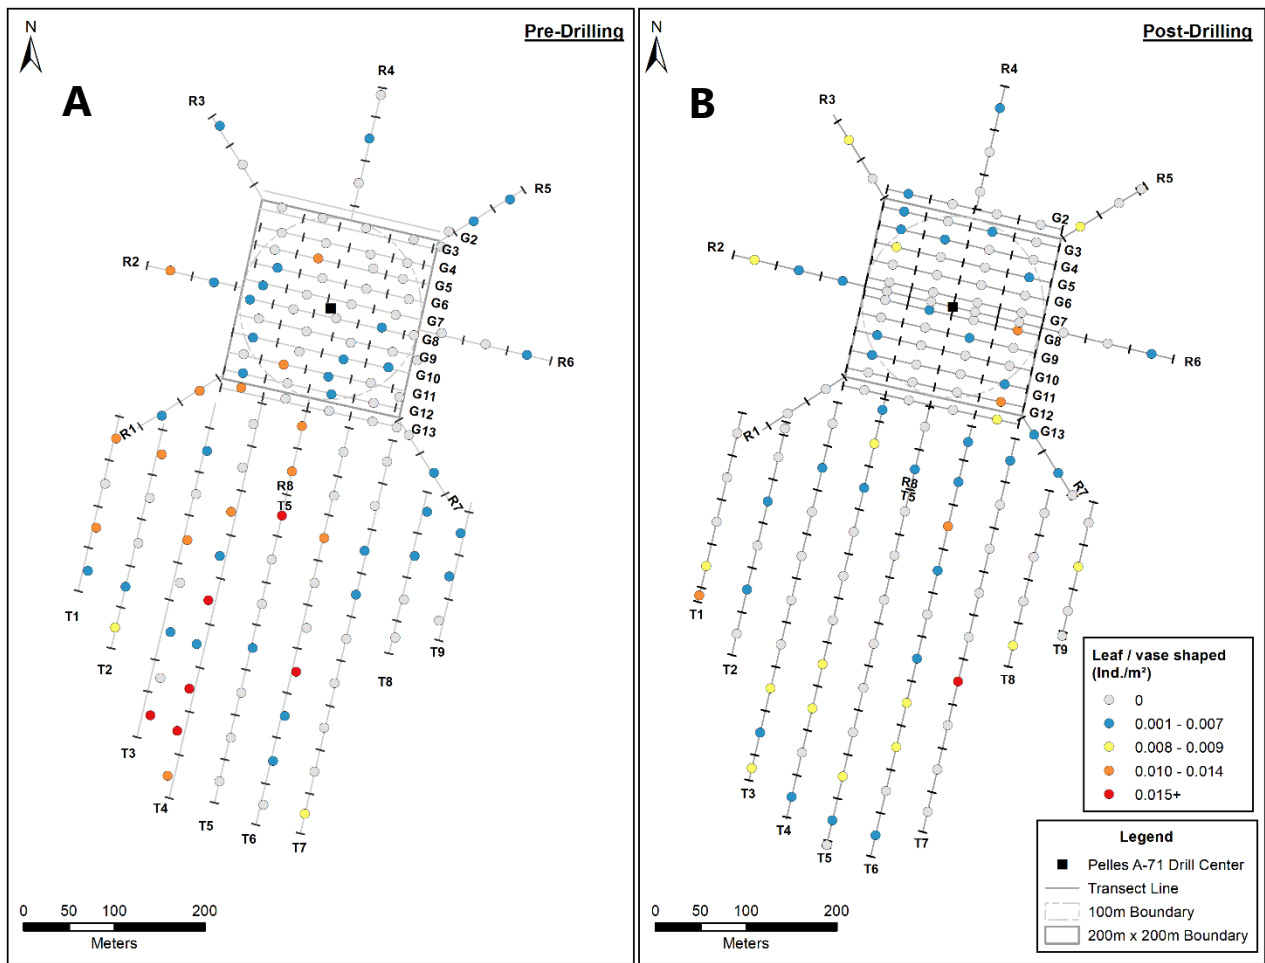 N
Pre-Drilling
A
R4
R3
R5
G2
G3
R2
G4
G5
G6
G7
G8
R6
G9
G10
G11
G12
R1
G13
R8
T5
R7
T1
T2
T9
T8
T3
T4
T5
T6
T7
0 50 100 200
Meters
N
Post-Drilling
B
R4
R3
R5
G2
G3
R2
G4
G5
G6
G7
G8
R6
G9
G10
G11
G12
R1
G13
R8
T5
R7
T1
T2
T9
T8
T3
T4
T5
T6
T7
0 50 100 200
Meters
Leaf / vase shaped
(Ind./m²)
0
0.001 - 0.007
0.008 - 0.009
0.010 - 0.014
0.015+
Legend
Pelles A-71 Drill Center
Transect Line
100m Boundary
200m x 200m Boundary